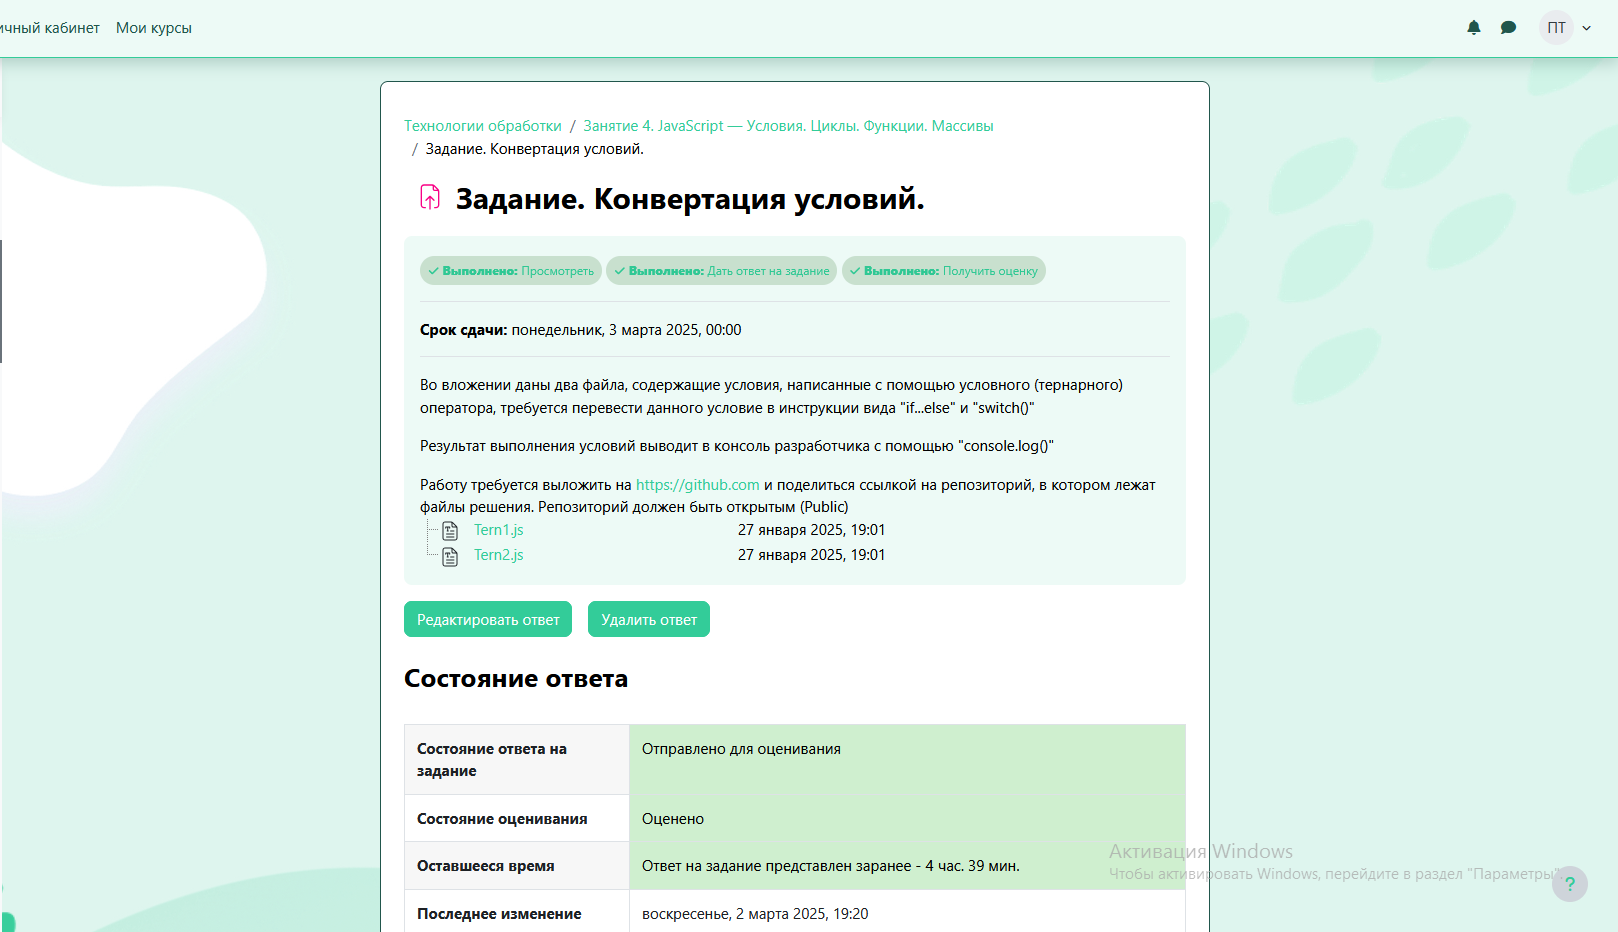 Мои курсы
ПТ
Технологии обработки / Занятие 4. JavaScript — Условия. Циклы. Функции. Массивы
/ Задание. Конвертация условий.
Задание. Конвертация условий.
Выполнено: Просмотреть
Выполнено: Дать ответ на задание
Выполнено: Получить оценку
Срок сдачи: понедельник, 3 марта 2025, 00:00
Во вложении даны два файла, содержащие условия, написанные с помощью условного (тернарного)
оператора, требуется перевести данного условие в инструкции вида "if...else" и "switch()"
Результат выполнения условий выводит в консоль разработчика с помощью "console.log()"
Работу требуется выложить на https://github.com и поделиться ссылкой на репозиторий, в котором лежат
файлы решения. Репозиторий должен быть открытым (Public)
Tern1.js 27 января 2025, 19:01
Tern2.js 27 января 2025, 19:01
Редактировать ответ
Удалить ответ
Состояние ответа
Состояние ответа на
задание
Отправлено для оценивания
Состояние оценивания
Оценено
Оставшееся время
Ответ на задание представлен заранее - 4 час. 39 мин.
Последнее изменение
воскресенье, 2 марта 2025, 19:20
Активация Windows
Чтобы активировать Windows, перейдите в раздел "Параметры"
?